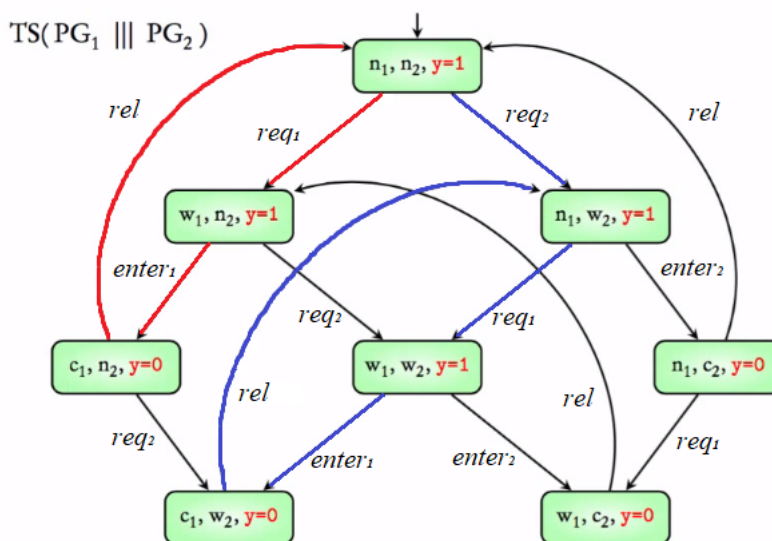 TS( PG₁ ||| PG₂ )
n₁, n₂, y=1
rel
req₁
req₂
rel
w₁, n₂, y=1
n₁, w₂, y=1
enter₁
req₂
req₁
enter₂
c₁, n₂, y=0
w₁, w₂, y=1
n₁, c₂, y=0
rel
rel
req₂
enter₁
enter₂
req₁
c₁, w₂, y=0
w₁, c₂, y=0